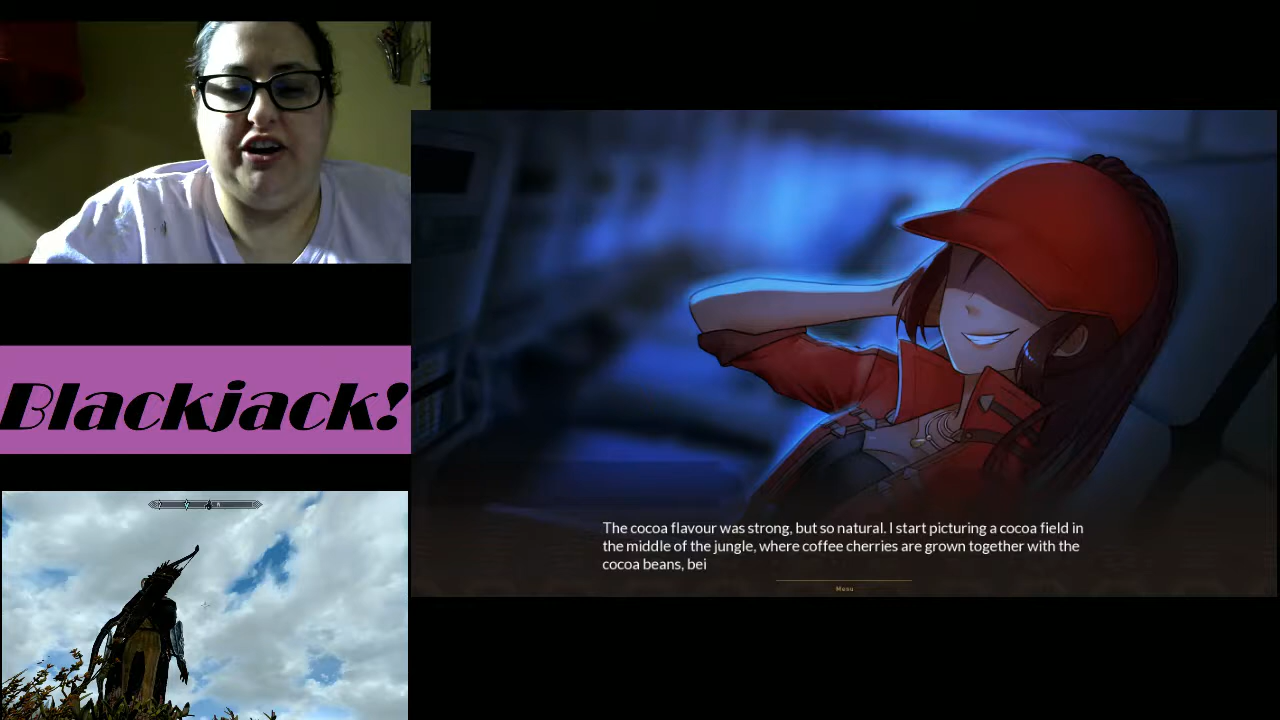 Blackjack!
The cocoa flavour was strong, but so natural. I start picturing a cocoa field in
the middle of the jungle, where coffee cherries are grown together with the
cocoa beans, bei
Menu